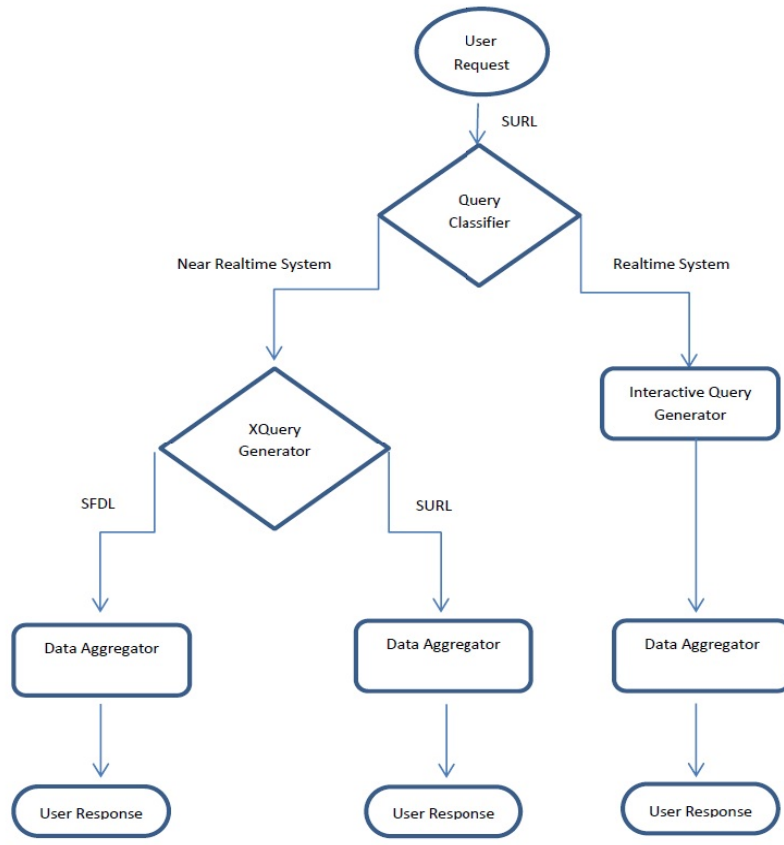 User
Request
SURL
Query
Classifier
Near Realtime System
Realtime System
Interactive Query
Generator
XQuery
Generator
SFDL
SURL
Data Aggregator
Data Aggregator
Data Aggregator
User Response
User Response
User Response